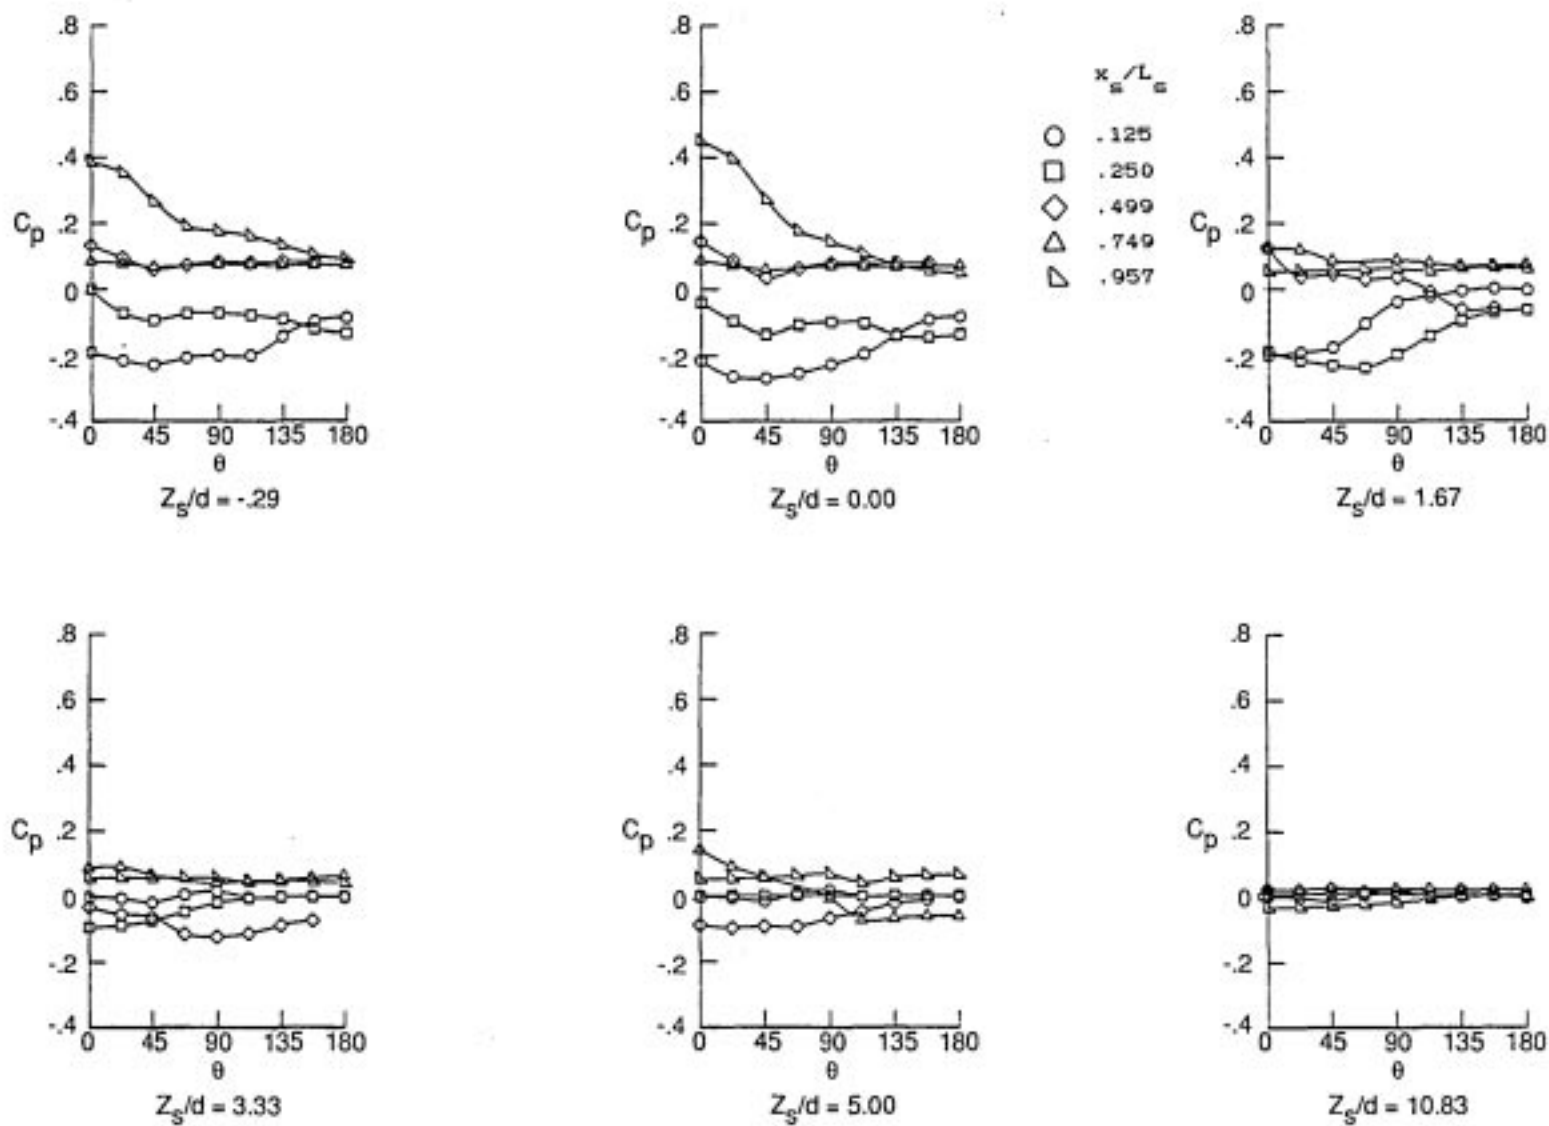 .8
.6
.4
.2
0
-.2
-.4
Cp
0 45 90 135 180
θ
Zs/d = -.29
.8
.6
.4
.2
0
-.2
-.4
Cp
0 45 90 135 180
θ
Zs/d = 0.00
xs/Ls
.125
.250
.499
.749
.957
.8
.6
.4
.2
0
-.2
-.4
Cp
0 45 90 135 180
θ
Zs/d = 1.67
.8
.6
.4
.2
0
-.2
-.4
Cp
0 45 90 135 180
θ
Zs/d = 3.33
.8
.6
.4
.2
0
-.2
-.4
Cp
0 45 90 135 180
θ
Zs/d = 5.00
.8
.6
.4
.2
0
-.2
-.4
Cp
0 45 90 135 180
θ
Zs/d = 10.83